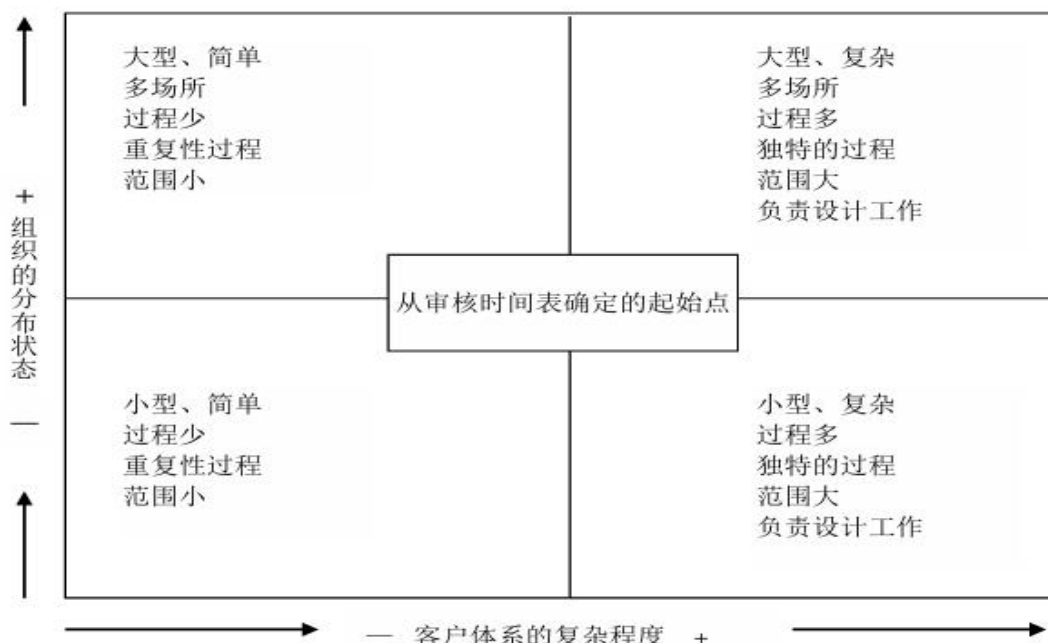 大型、简单
多场所
过程少
重复性过程
范围小
大型、复杂
多场所
过程多
独特的过程
范围大
负责设计工作
+
组织的分布状态
—
从审核时间表确定的起始点
小型、简单
过程少
重复性过程
范围小
小型、复杂
过程多
独特的过程
范围大
负责设计工作
— 客户体系的复杂程度 +